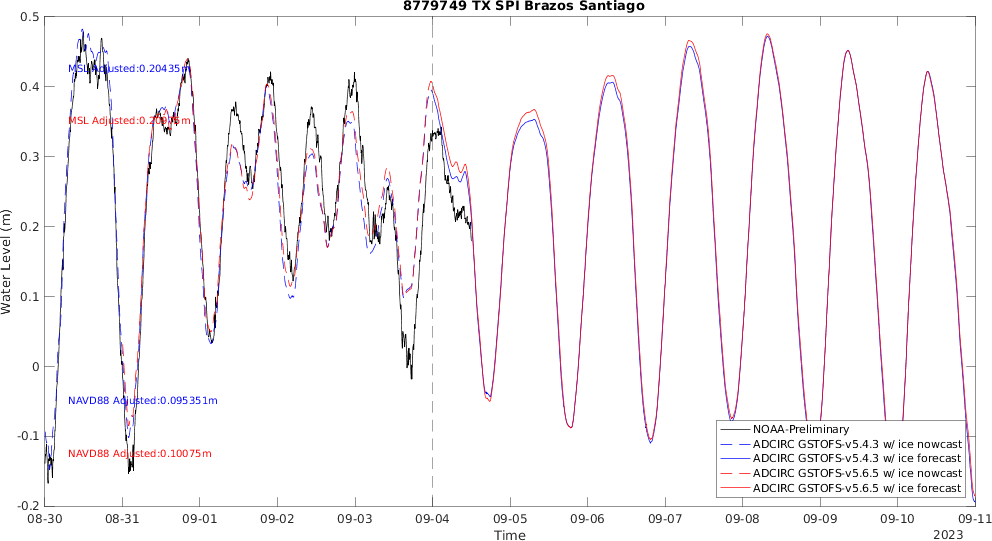 8779749 TX SPI Brazos Santiago
Water Level (m)
0.5
0.4
0.3
0.2
0.1
0
-0.1
-0.2
MSL Adjusted:0.20435m
MSL Adjusted:
NAVD88 Adjusted:0.095351m
NAVD88 Adjusted:0.10075m
NOAA-Preliminary
ADCIRC GSTOFS-v5.4.3 w/ ice nowcast
ADCIRC GSTOFS-v5.4.3 w/ ice forecast
ADCIRC GSTOFS-v5.6.5 w/ ice nowcast
ADCIRC GSTOFS-v5.6.5 w/ ice forecast
08-30 08-31 09-01 09-02 09-03 09-04 09-05 09-06 09-07 09-08 09-09 09-10 09-11
Time
2023